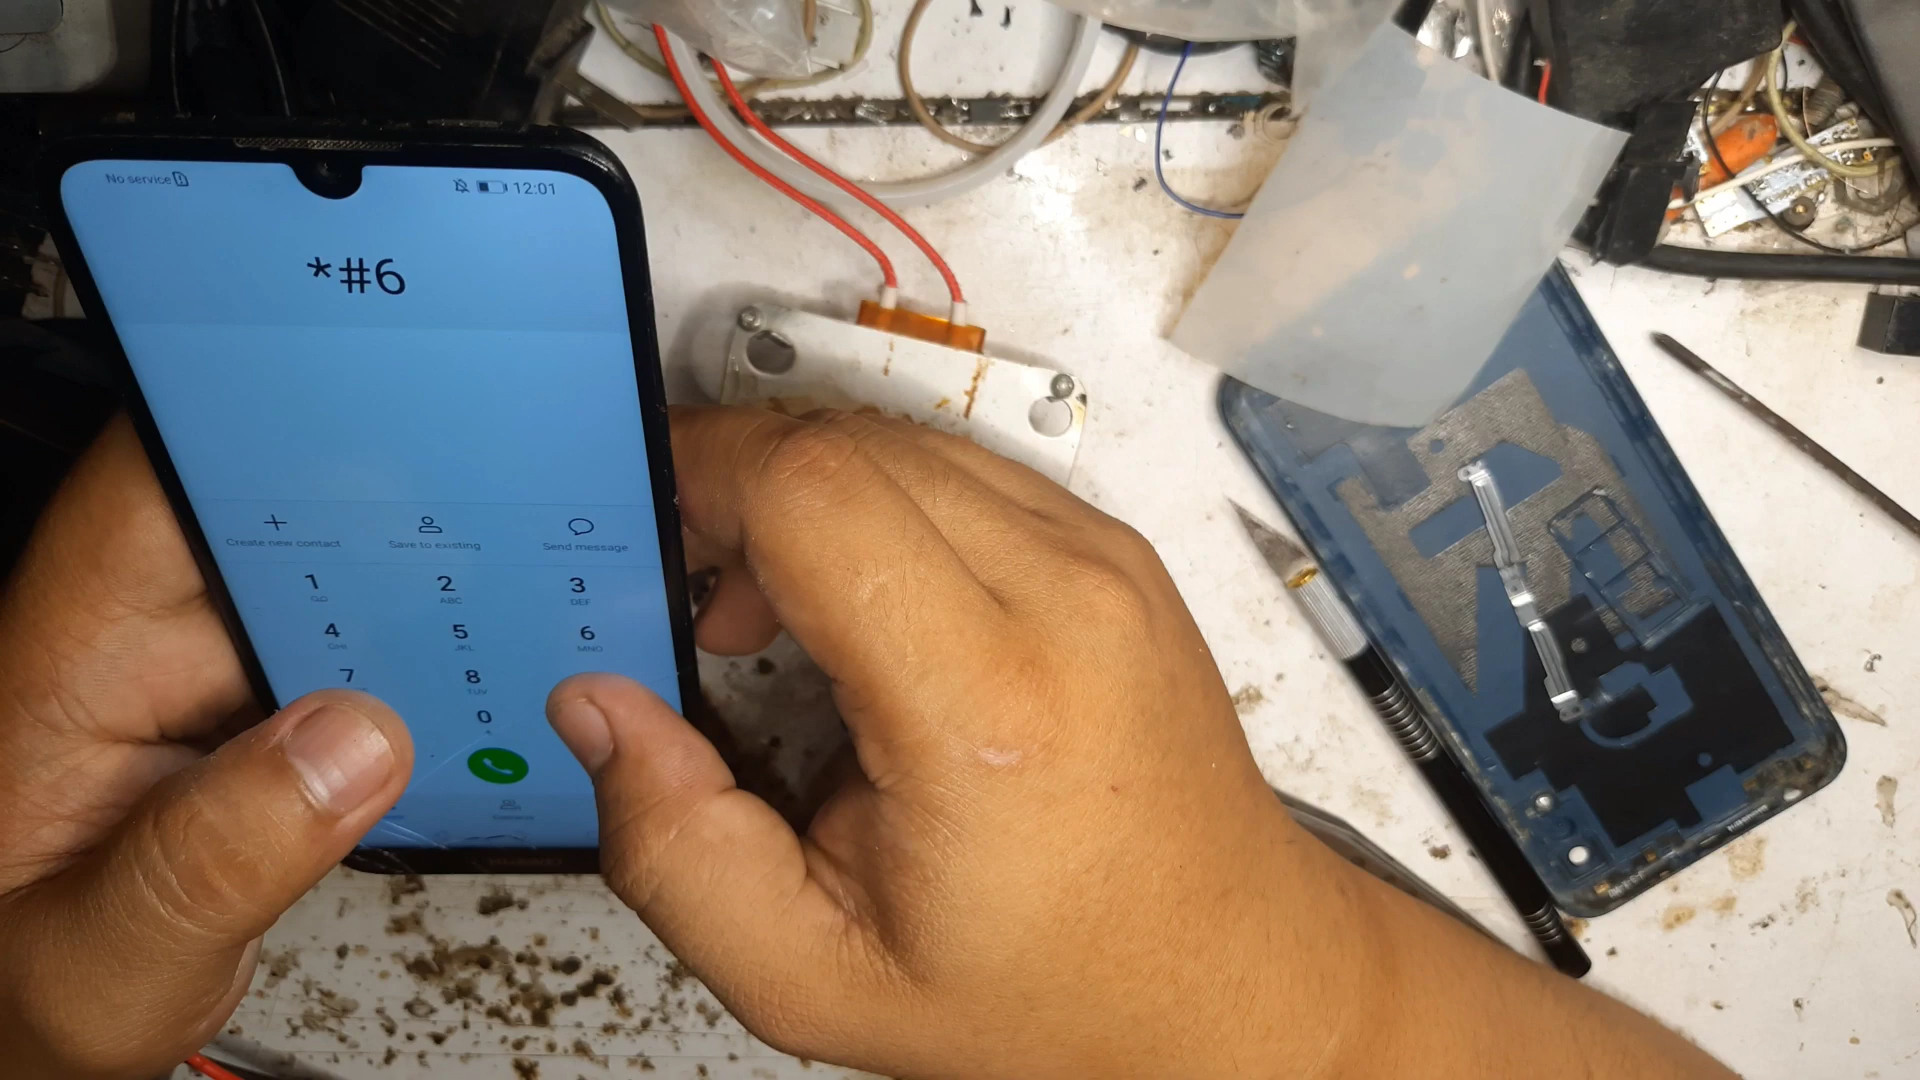 No service
12:01
*#6
Create new contact
Save to existing
Send message
1
2
3
ABC
DEF
4
5
6
GHI
JKL
MNO
7
8
TUV
0
+